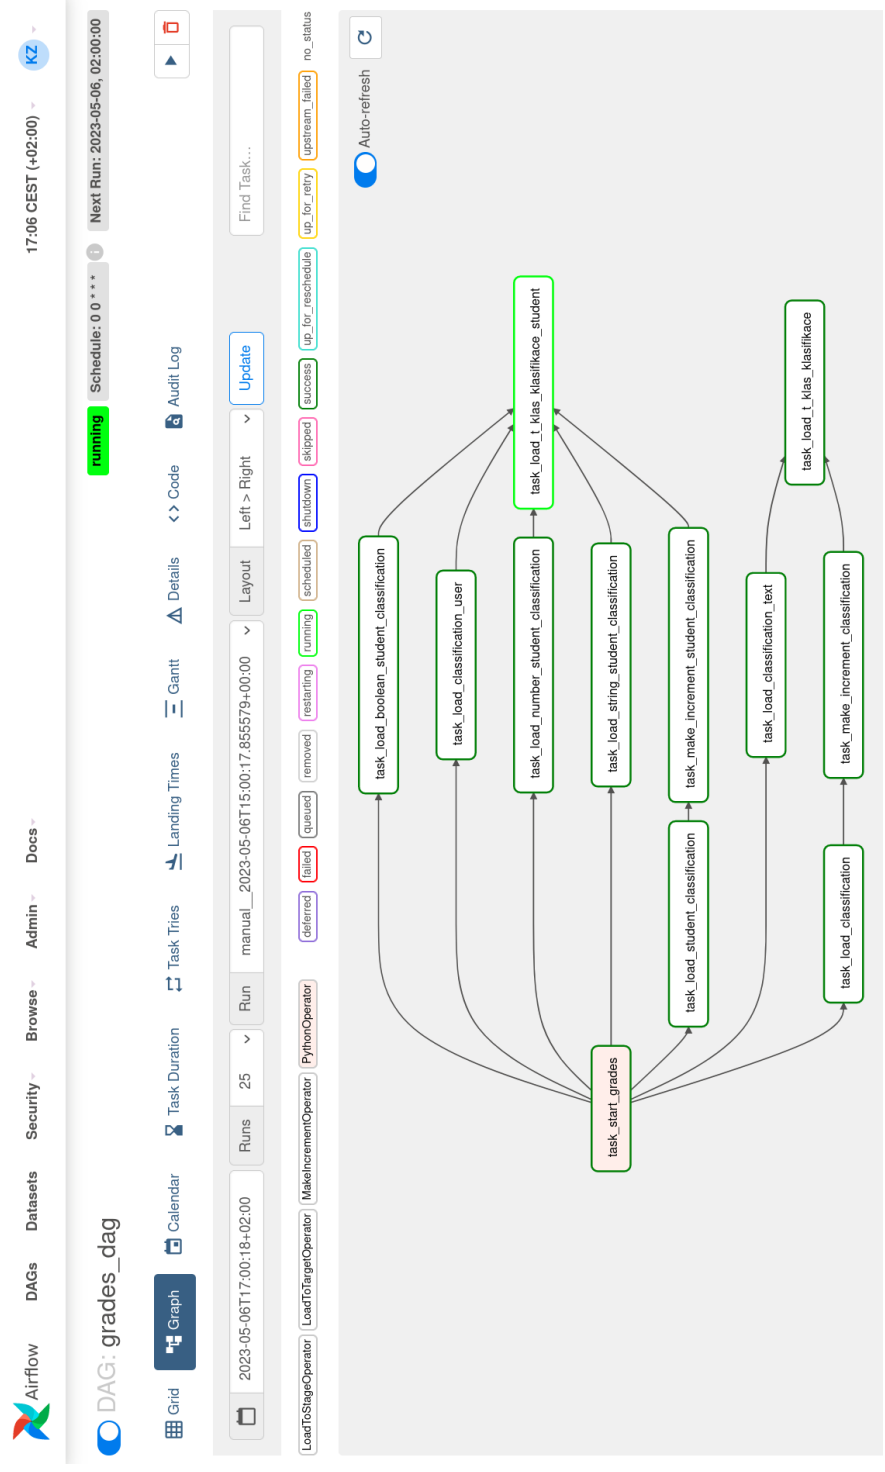 Airflow DAGs Datasets Security Browse Admin Docs 17:06 CEST (+02:00) KZ
DAG: grades_dag running Schedule: 0 0 * * * i Next Run: 2023-05-06, 02:00:00
Grid Graph Calendar Task Duration Task Tries Landing Times Gantt Details <> Code Audit Log
2023-05-06T17:00:18+02:00 Runs 25 Run manual__2023-05-06T15:00:17.855579+00:00 Layout Left > Right Update Find Task...
LoadToStageOperator LoadToTargetOperator MakeIncrementOperator PythonOperator deferred failed queued removed restarting running scheduled shutdown skipped success up_for_reschedule up_for_retry upstream_failed no_status
Auto-refresh
task_load_boolean_student_classification
task_load_classification_user
task_load_number_student_classification
task_load_t_klas_klasifikace_student
task_start_grades
task_load_string_student_classification
task_load_student_classification
task_make_increment_student_classification
task_load_classification_text
task_load_t_klas_klasifikace
task_load_classification
task_make_increment_classification